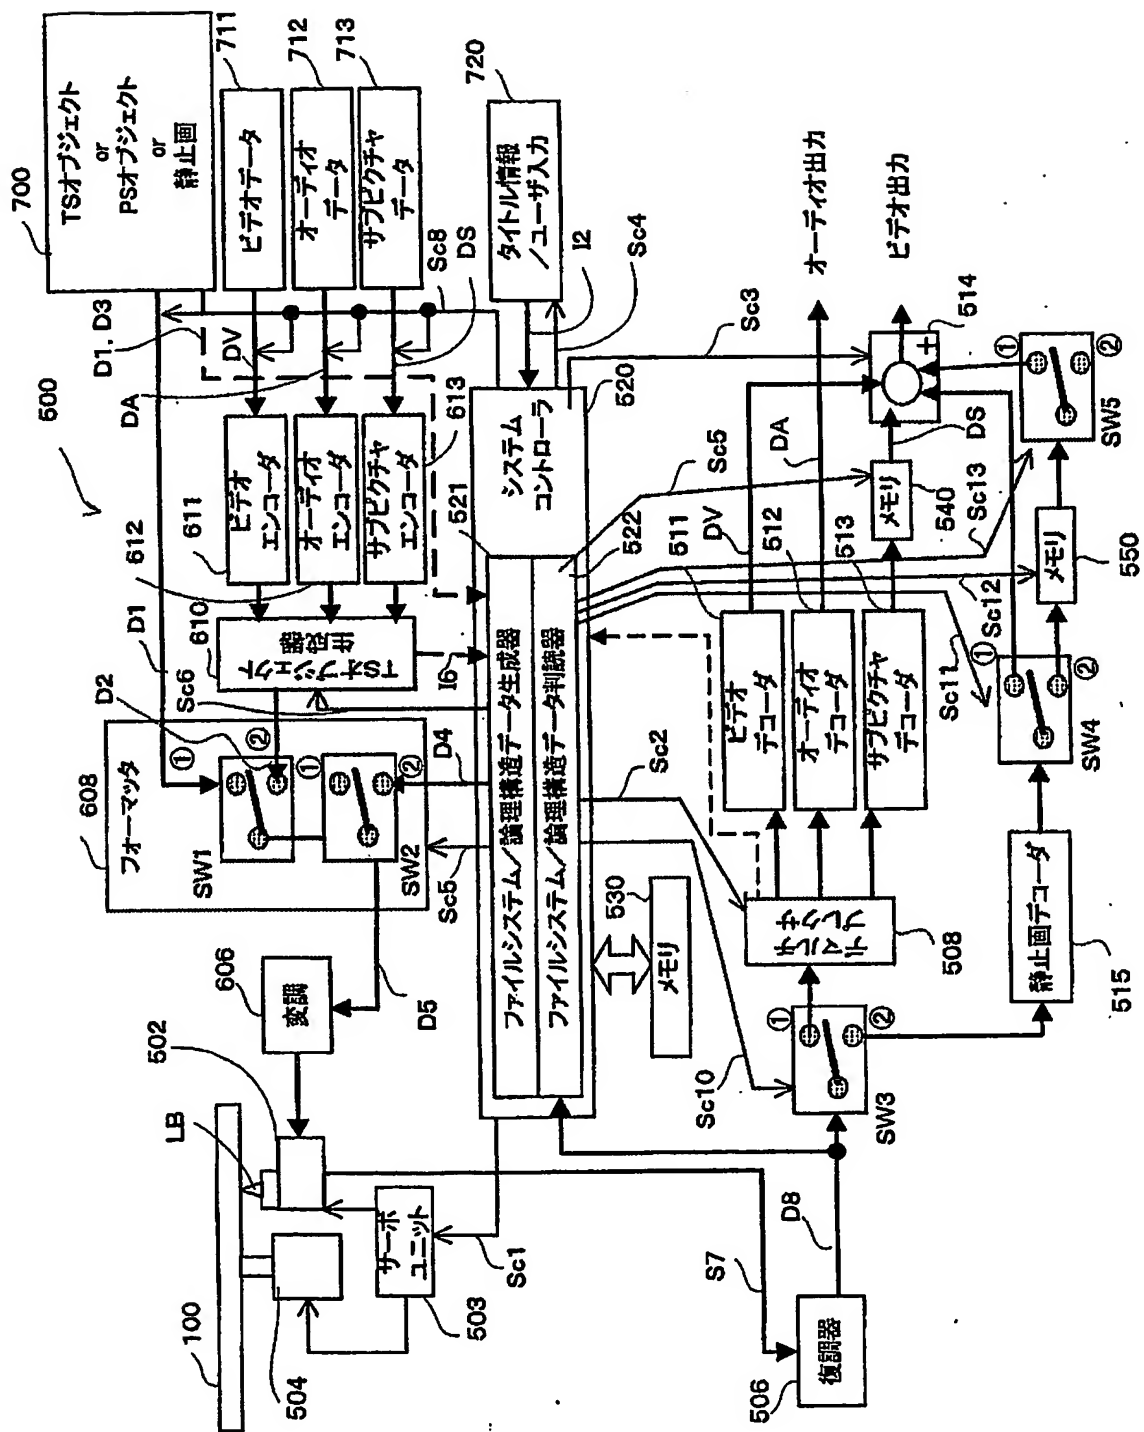 700
TSオブジェクト
or
PSオブジェクト
or
静止画
711
ビデオデータ
712
オーディオ
データ
713
サブピクチャ
データ
720
タイトル情報
/ユーザ入力
Sc8
DS
I2
Sc4
D1, D3
DV
DA
500
613
611
ビデオ
エンコーダ
612
オーディオ
エンコーダ
サブピクチャ
エンコーダ
610
TSオブジェクト
生成器
I6
D1
Sc6
D2
608
フォーマッタ
①
②
SW1
①
②
SW2
D4
Sc5
606
変調
D5
502
LB
100
504
サーボ
ユニット
503
Sc1
S7
506
復調器
D8
520
システム
コントローラ
521
ファイルシステム/論理構造データ生成器
522
ファイルシステム/論理構造データ判読器
530
メモリ
Sc10
Sc2
SW3
①
②
508
デマルチ
プレクサ
511
ビデオ
デコーダ
512
オーディオ
デコーダ
513
サブピクチャ
デコーダ
DV
DA
Sc5
Sc3
メモリ
540
DS
514
+
オーディオ出力
ビデオ出力
515
静止画デコーダ
Sc11
Sc12
Sc13
SW4
①
②
メモリ
550
SW5
①
②